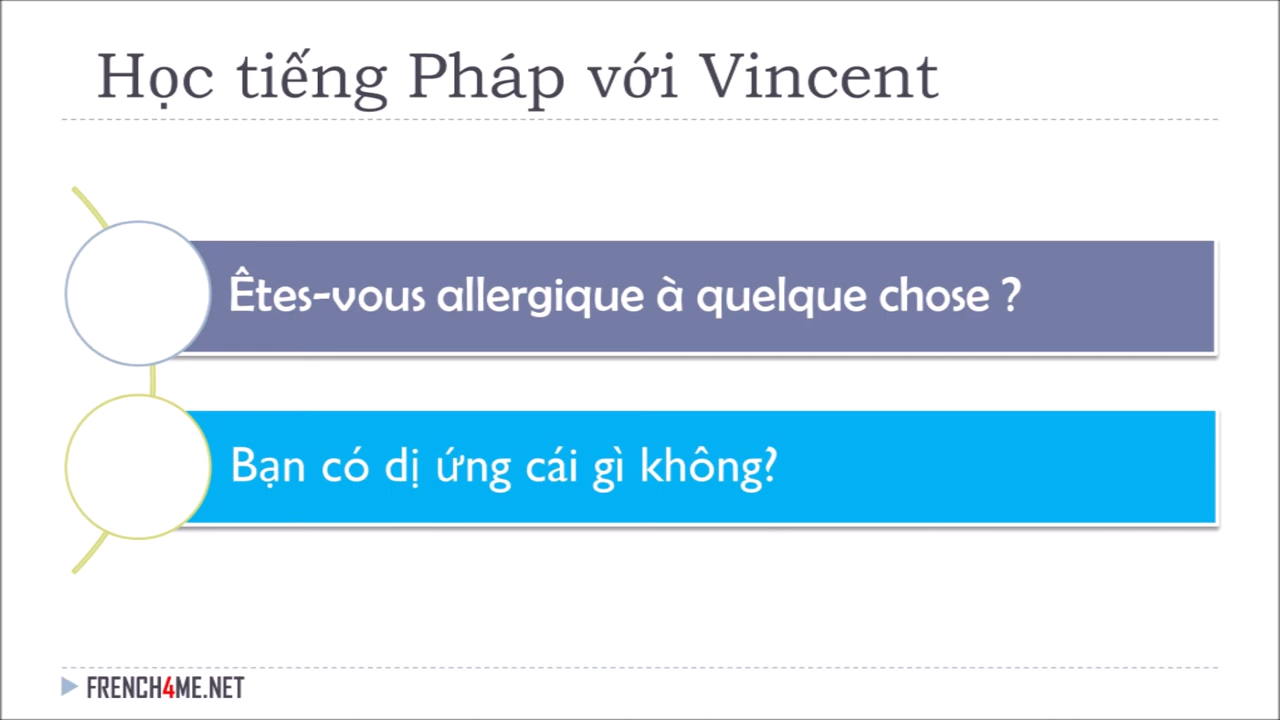 Học tiếng Pháp với Vincent
Êtes-vous allergique à quelque chose ?
Bạn có dị ứng cái gì không?
FRENCH4ME.NET